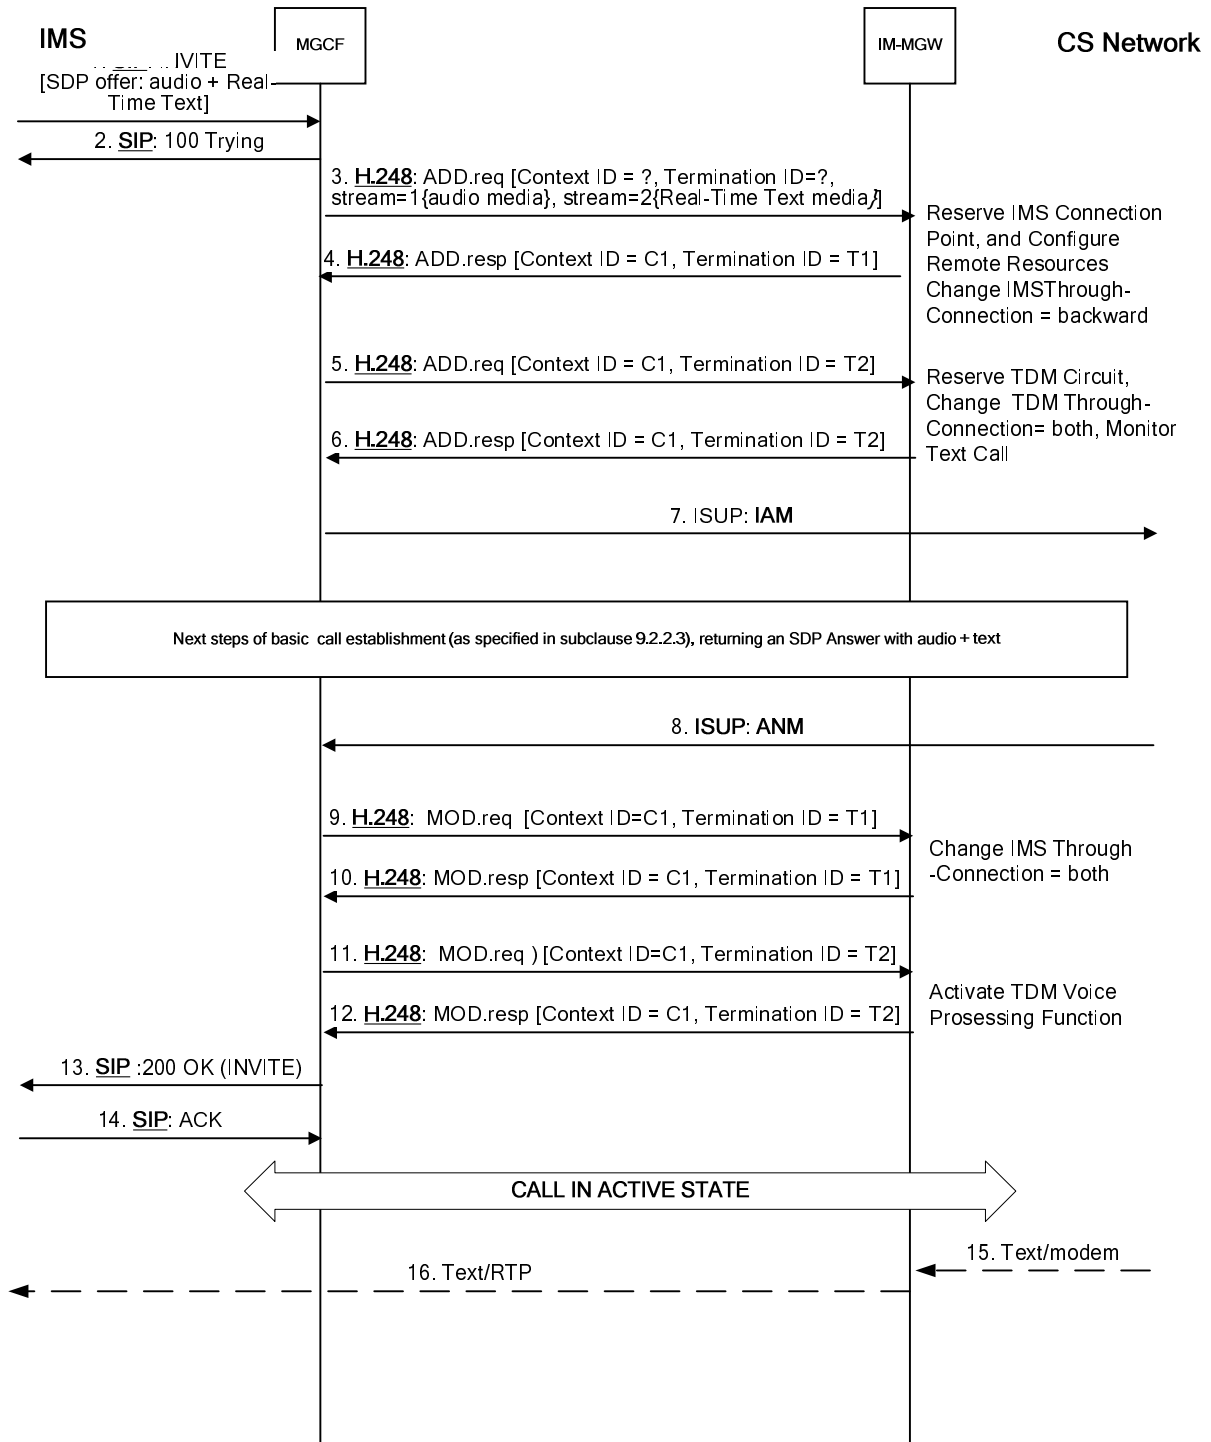 IMS
MGCF
IM-MGW
CS Network
INVITE
[SDP offer: audio + Real-
Time Text]
2. SIP: 100 Trying
3. H.248: ADD.req [Context ID = ?, Termination ID=?,
stream=1{audio media}, stream=2{Real-Time Text media}]
Reserve IMS Connection
Point, and Configure
Remote Resources
Change IMSThrough-
Connection = backward
4. H.248: ADD.resp [Context ID = C1, Termination ID = T1]
5. H.248: ADD.req [Context ID = C1, Termination ID = T2]
Reserve TDM Circuit,
Change TDM Through-
Connection= both, Monitor
Text Call
6. H.248: ADD.resp [Context ID = C1, Termination ID = T2]
7. ISUP: IAM
Next steps of basic call establishment (as specified in subclause 9.2.2.3), returning an SDP Answer with audio + text
8. ISUP: ANM
9. H.248: MOD.req [Context ID=C1, Termination ID = T1]
Change IMS Through
-Connection = both
10. H.248: MOD.resp [Context ID = C1, Termination ID = T1]
11. H.248: MOD.req ) [Context ID=C1, Termination ID = T2]
Activate TDM Voice
Prosessing Function
12. H.248: MOD.resp [Context ID = C1, Termination ID = T2]
13. SIP :200 OK (INVITE)
14. SIP: ACK
CALL IN ACTIVE STATE
15. Text/modem
16. Text/RTP